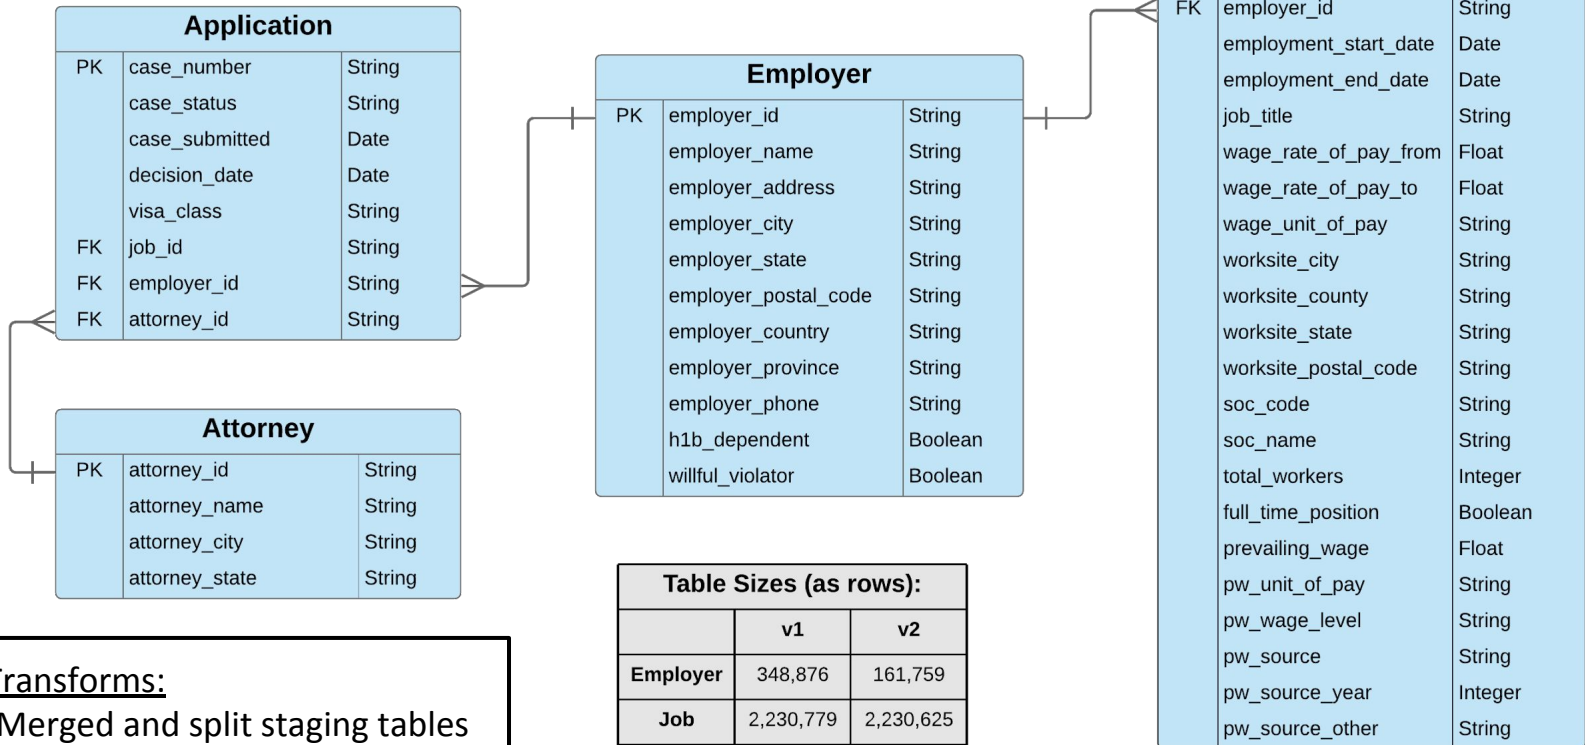 Application
PK case_number String
case_status String
case_submitted Date
decision_date Date
visa_class String
FK job_id String
FK employer_id String
FK attorney_id String
Attorney
PK attorney_id String
attorney_name String
attorney_city String
attorney_state String
Transforms:
Merged and split staging tables
Employer
PK employer_id String
employer_name String
employer_address String
employer_city String
employer_state String
employer_postal_code String
employer_country String
employer_province String
employer_phone String
h1b_dependent Boolean
willful_violator Boolean
Table Sizes (as rows):
v1 v2
Employer 348,876 161,759
Job 2,230,779 2,230,625
FK employer_id String
employment_start_date Date
employment_end_date Date
job_title String
wage_rate_of_pay_from Float
wage_rate_of_pay_to Float
wage_unit_of_pay String
worksite_city String
worksite_county String
worksite_state String
worksite_postal_code String
soc_code String
soc_name String
total_workers Integer
full_time_position Boolean
prevailing_wage Float
pw_unit_of_pay String
pw_wage_level String
pw_source String
pw_source_year Integer
pw_source_other String